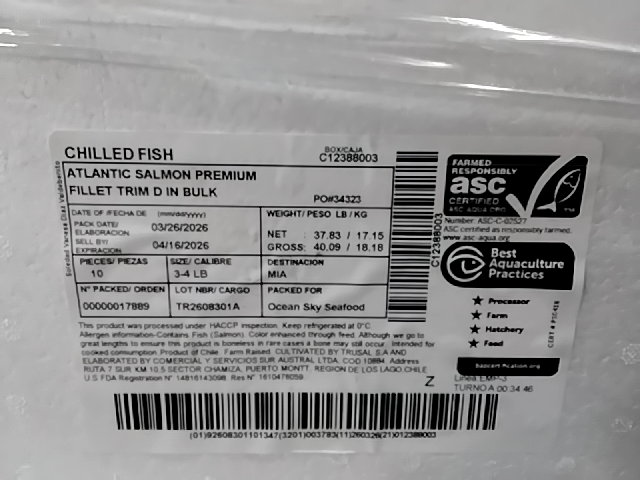 CHILLED FISH
BOX/CAJA
C12388003
ATLANTIC SALMON PREMIUM
FILLET TRIM D IN BULK
PO#34323
DATE OF /FECHA DE (mm/dd/yyyy)
PACK DATE/
ELABORACION 03/26/2026
SELL BY/
EXPIRACION 04/16/2026
WEIGHT/ PESO LB / KG
NET : 37.83 / 17.15
GROSS: 40.09 / 18.18
PIECES/ PIEZAS
10
SIZE/ CALIBRE
3-4 LB
DESTINACION
MIA
N° PACKED/ ORDEN
00000017889
LOT NBR/ CARGO
TR2608301A
PACKED FOR
Ocean Sky Seafood
This product was processed under HACCP inspection. Keep refrigerated at 0°C
Allergen information-Contains Fish (Salmon). Color enhanced through feed. Although we go to
great lengths to ensure this product is boneless in rare cases a bone may still occur. Intended for
cooked consumption Product of Chile. Farm Raised. CULTIVATED BY TRUSAL S.A AND
ELABORATED BY COMERCIAL Y SERVICIOS SUR AUSTRAL LTDA. COD 10884. Address
RUTA 7 SUR KM 10.5 SECTOR CHAMIZA, PUERTO MONTT. REGION DE LOS LAGO,CHILE
U.S FDA Registration N° 14816143098. Res N°
Z
(01)92608301101347(3201)003783(11)260326(21)012388003
C12388003
FARMED
RESPONSIBLY
asc
CERTIFIED
ASC-AQUA.ORG
Number: ASC-C-02527
ASC certified as responsibly farmed.
www.asc-aqua.org
Best
Aquaculture
Practices
Processor
Farm
Hatchery
Feed
bapcertification.org
TURNO A 00:34:46